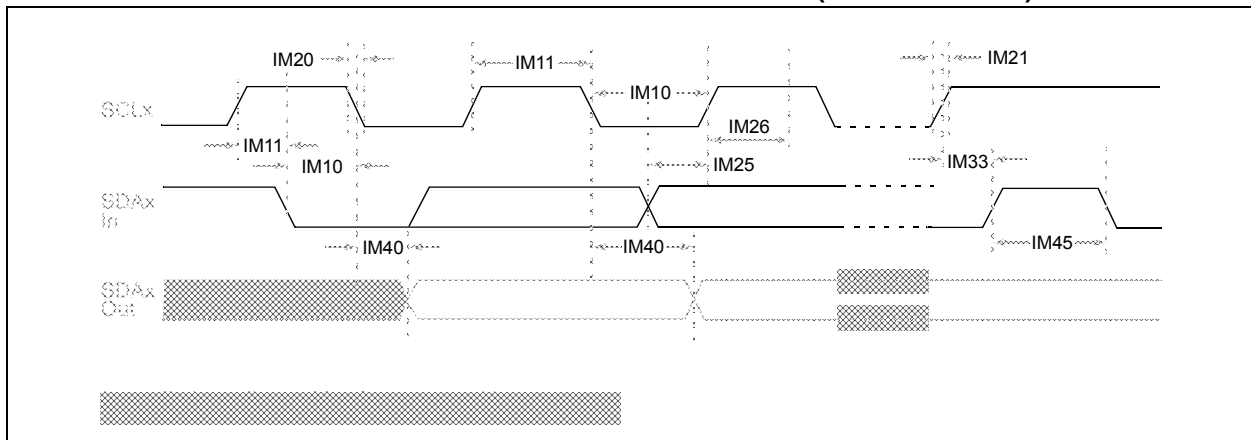 IM20
IM11
IM21
IM10
SCLx
IM26
IM11
IM10
IM25
IM33
SDAx
In
IM40
IM40
IM45
SDAx
Out